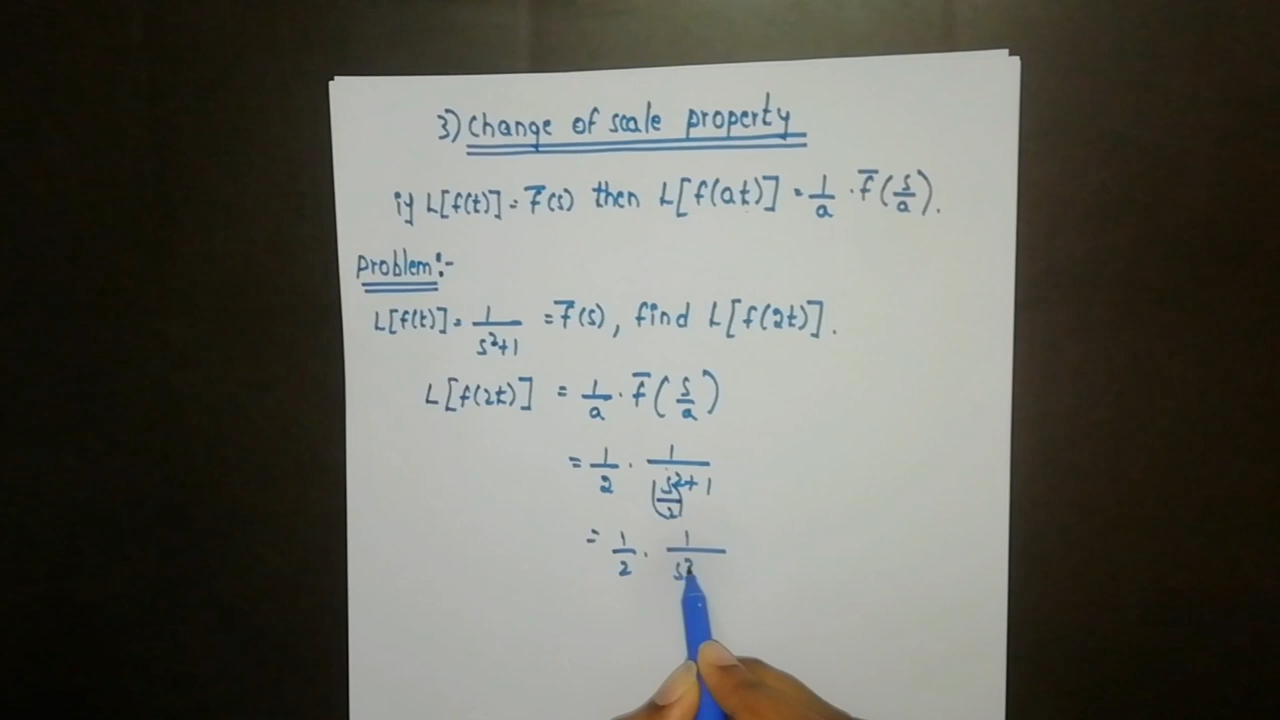 3) Change of scale property
if L[f(t)] = F̅(s) then L[f(at)] = 1/a · F̅(s/a).
Problem:-
L[f(t)] = 1/(s²+1) = F̅(s), find L[f(2t)].
L[f(2t)] = 1/a · F̅(s/a)
= 1/2 · 1/((s/2)²+1)
= 1/2 · 1/s²